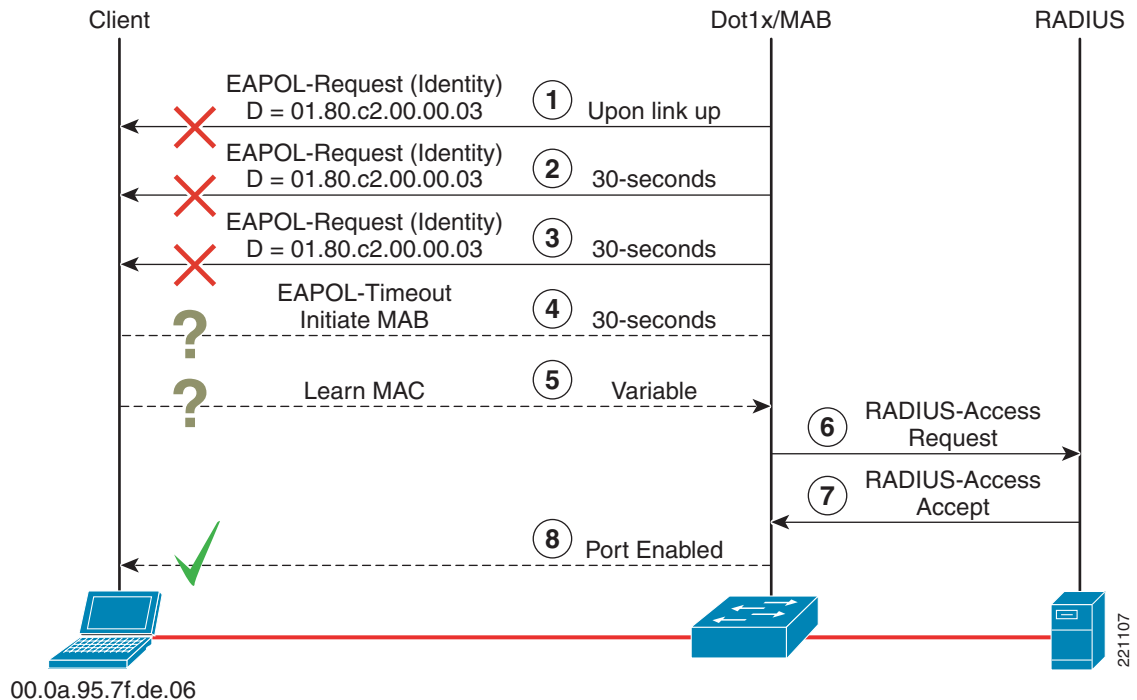 Client
Dot1x/MAB
RADIUS
EAPOL-Request (Identity)
D = 01.80.c2.00.00.03
1
Upon link up
EAPOL-Request (Identity)
D = 01.80.c2.00.00.03
2
30-seconds
EAPOL-Request (Identity)
D = 01.80.c2.00.00.03
3
30-seconds
EAPOL-Timeout
Initiate MAB
4
30-seconds
?
Learn MAC
5
Variable
?
6
RADIUS-Access
Request
7
RADIUS-Access
Accept
8
Port Enabled
221107
00.0a.95.7f.de.06